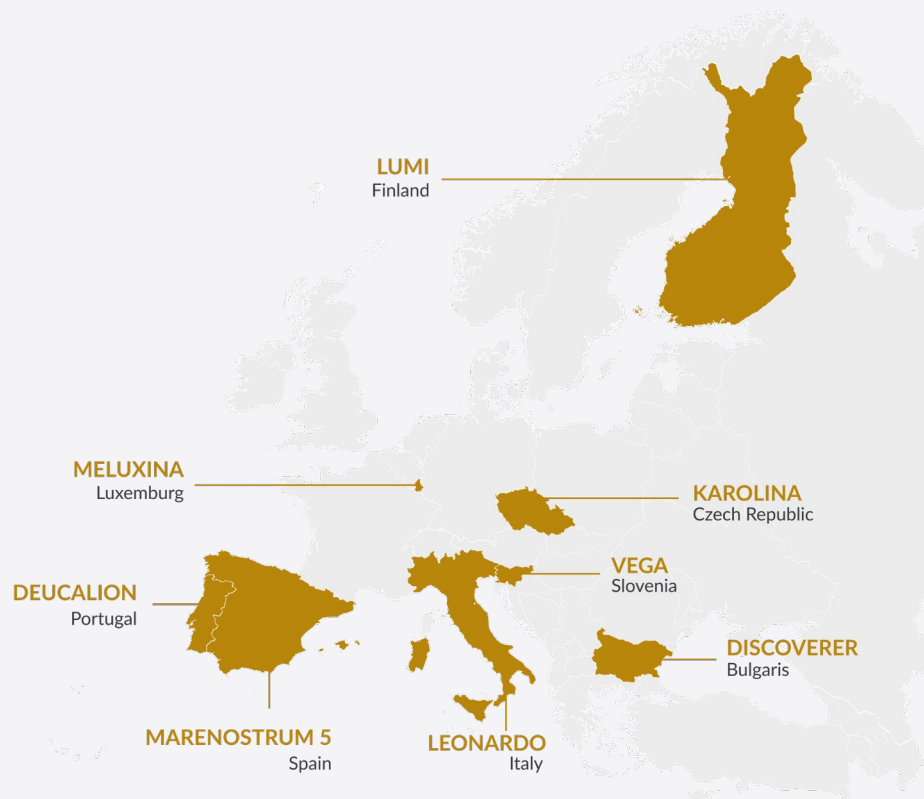 LUMI
Finland
MELUXINA
Luxemburg
KAROLINA
Czech Republic
VEGA
Slovenia
DEUCALION
Portugal
DISCOVERER
Bulgaris
MARENOSTRUM 5
Spain
LEONARDO
Italy